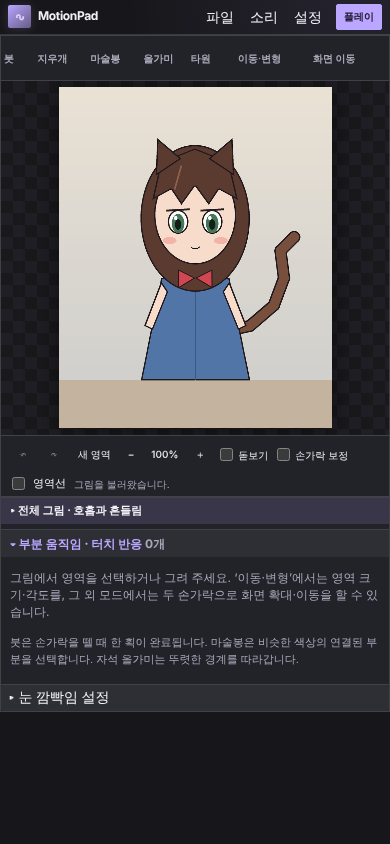 MotionPad 파일 소리 설정 플레이
붓 지우개 마술봉 올가미 타원 이동·변형 화면 이동
↶ ↷ 새 영역 − 100% + 돋보기 손가락 보정
영역선 그림을 불러왔습니다.
▸ 전체 그림 · 호흡과 흔들림
▾ 부분 움직임 · 터치 반응 0개
그림에서 영역을 선택하거나 그려 주세요. ‘이동·변형’에서는 영역 크
기·각도를, 그 외 모드에서는 두 손가락으로 화면 확대·이동을 할 수 있
습니다.
붓은 손가락을 뗄 때 한 획이 완료됩니다. 마술봉은 비슷한 색상의 연결된 부
분을 선택합니다. 자석 올가미는 뚜렷한 경계를 따라갑니다.
▸ 눈 깜빡임 설정